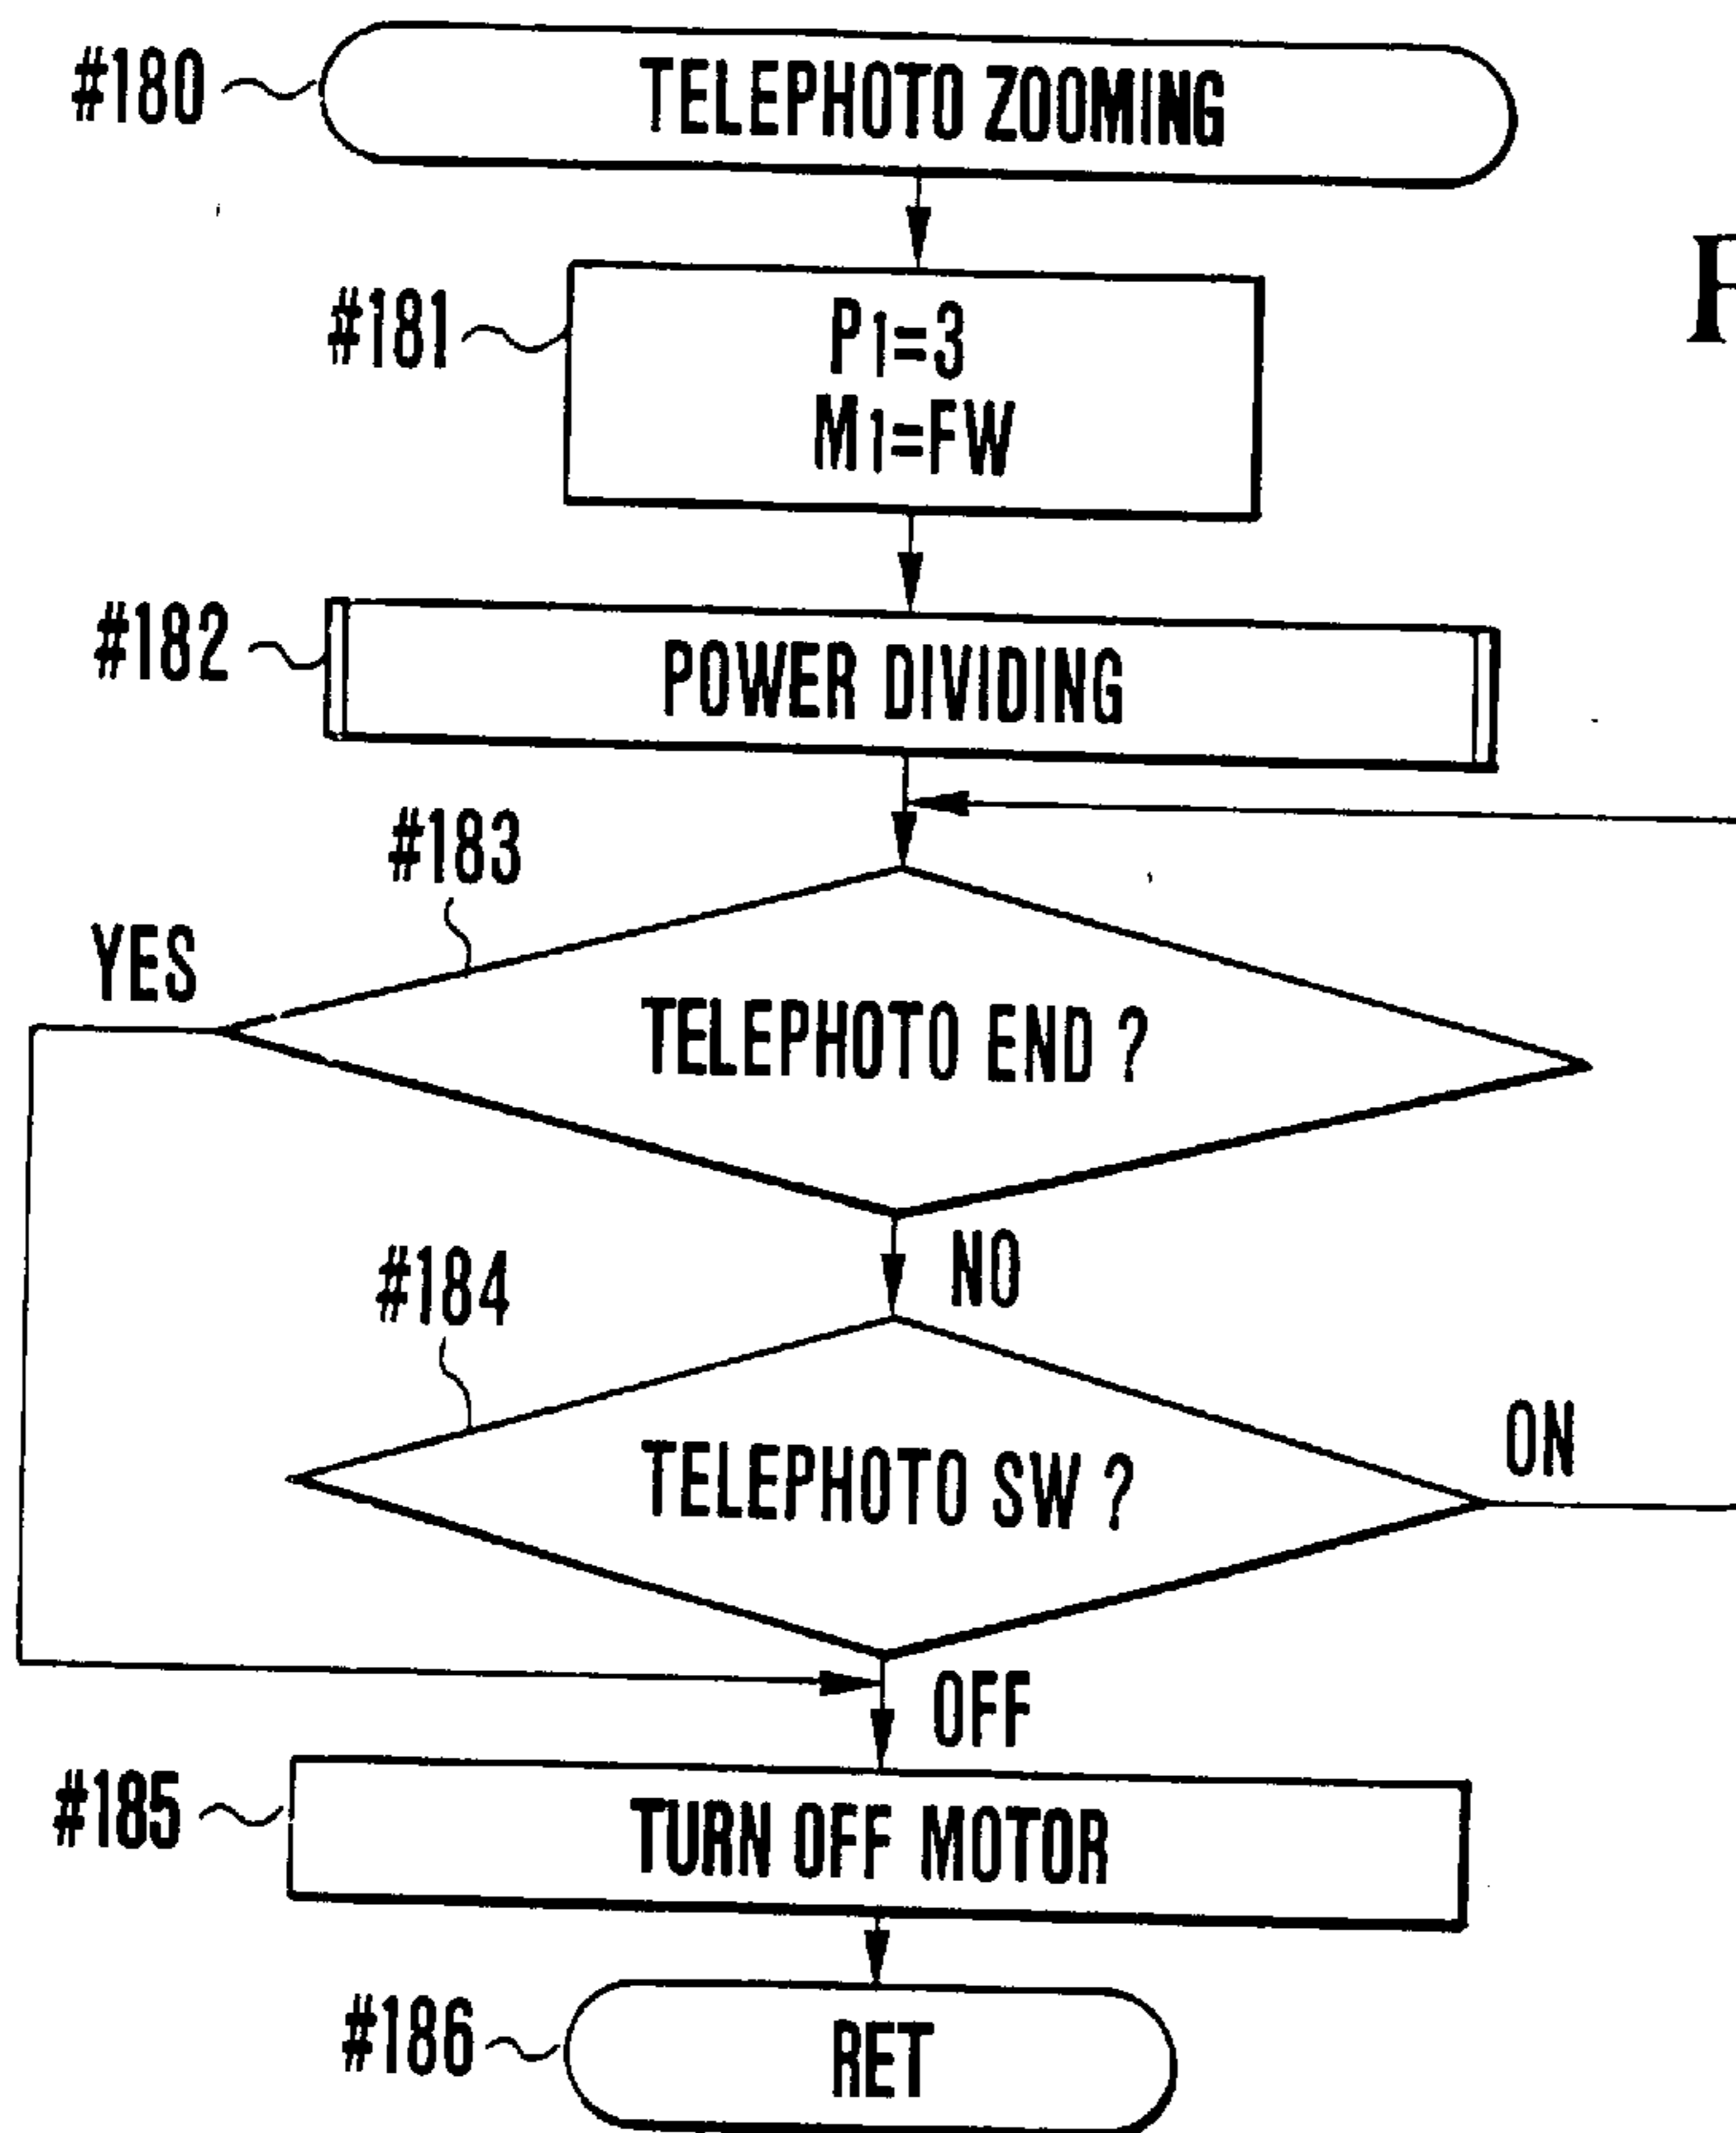 #180 TELEPHOTO ZOOMING
#181 P1=3
M1=FW
#182 POWER DIVIDING
#183
YES
TELEPHOTO END ?
NO
#184
TELEPHOTO SW ?
ON
OFF
#185 TURN OFF MOTOR
#186 RET